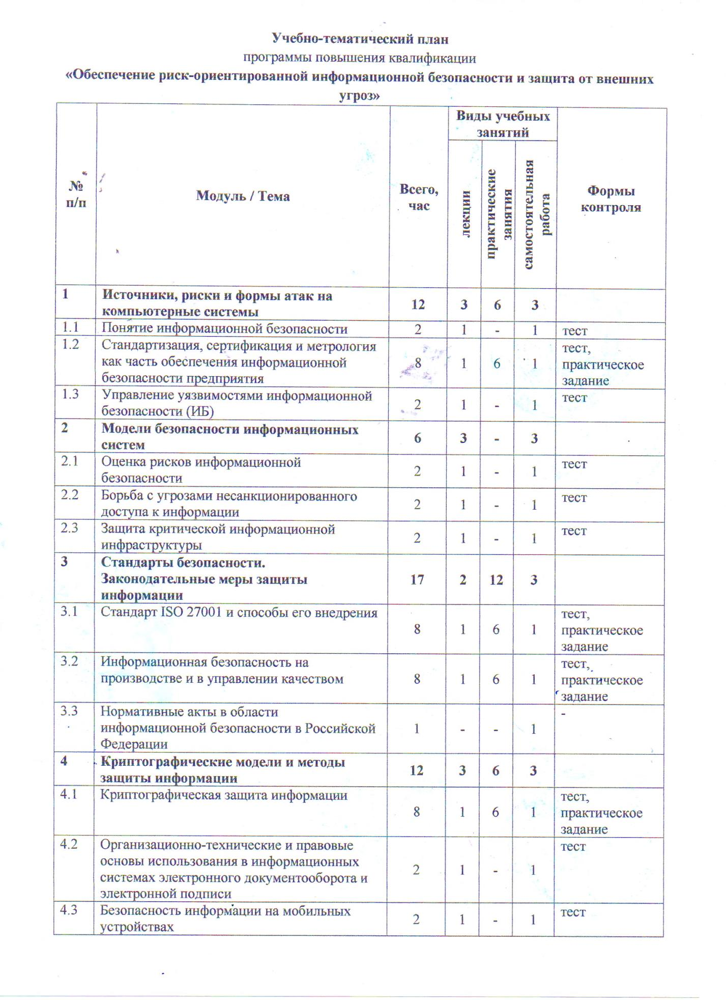 Учебно-тематический план
программы повышения квалификации
«Обеспечение риск-ориентированной информационной безопасности и защита от внешних
угроз»
№
п/п
Модуль / Тема
Всего,
час
Виды учебных
занятий
лекции
практические
занятия
самостоятельная
работа
Формы
контроля
1
Источники, риски и формы атак на
компьютерные системы
12 3 6 3
1.1 Понятие информационной безопасности 2 1 - 1 тест
1.2 Стандартизация, сертификация и метрология
как часть обеспечения информационной
безопасности предприятия
8 1 6 1
тест,
практическое
задание
1.3 Управление уязвимостями информационной
безопасности (ИБ)
2 1 - 1 тест
2 Модели безопасности информационных
систем
6 3 - 3
2.1 Оценка рисков информационной
безопасности
2 1 - 1 тест
2.2 Борьба с угрозами несанкционированного
доступа к информации
2 1 - 1 тест
2.3 Защита критической информационной
инфраструктуры
2 1 - 1 тест
3 Стандарты безопасности.
Законодательные меры защиты
информации
17 2 12 3
3.1 Стандарт ISO 27001 и способы его внедрения
8 1 6 1
тест,
практическое
задание
3.2 Информационная безопасность на
производстве и в управлении качеством
8 1 6 1
тест,
практическое
задание
3.3 Нормативные акты в области
информационной безопасности в Российской
Федерации
1 - - 1 -
4 Криптографические модели и методы
защиты информации
12 3 6 3
4.1 Криптографическая защита информации
8 1 6 1
тест,
практическое
задание
4.2 Организационно-технические и правовые
основы использования в информационных
системах электронного документооборота и
электронной подписи
2 1 - 1 тест
4.3 Безопасность информации на мобильных
устройствах
2 1 - 1 тест